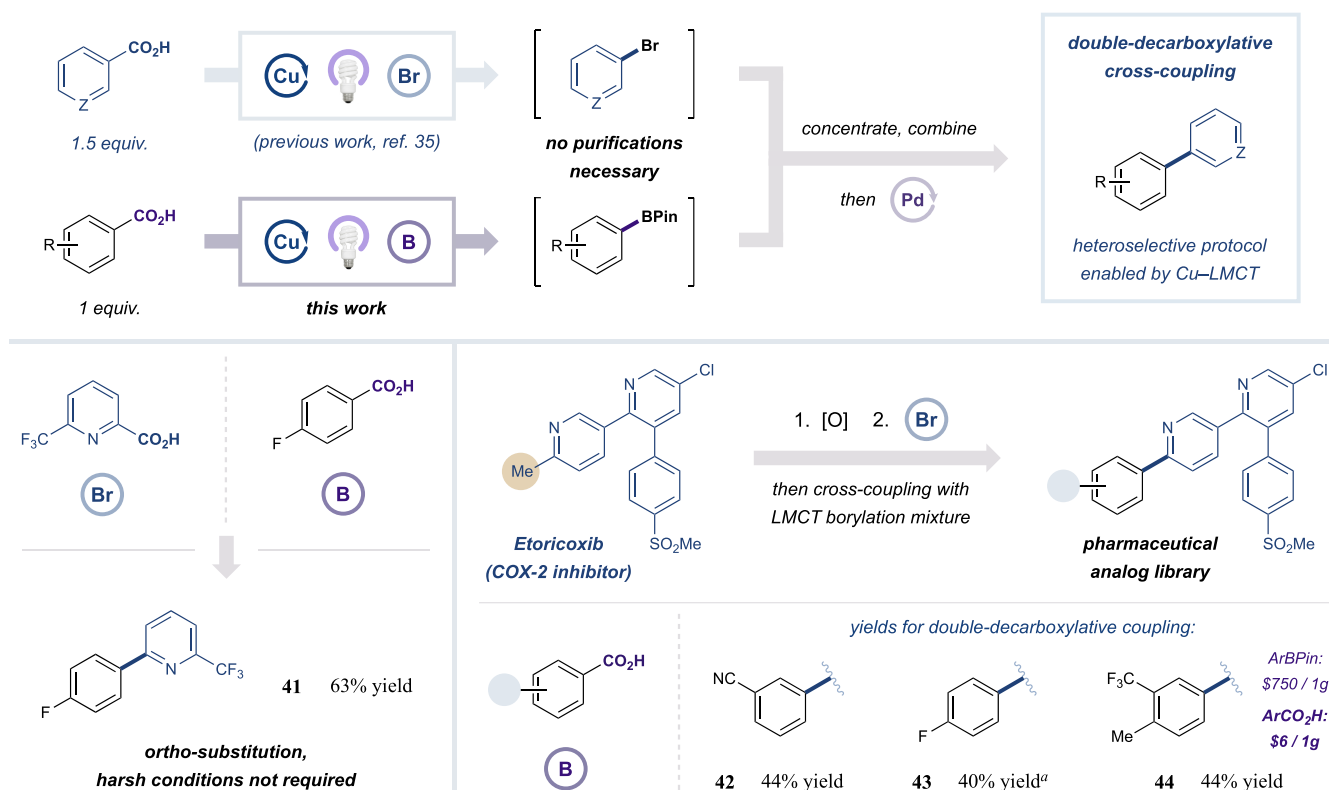 CO2H
Z
1.5 equiv.
Cu
Br
(previous work, ref. 35)
Br
Z
no purifications
necessary
R
CO2H
1 equiv.
Cu
B
this work
R
BPin
concentrate, combine
then
Pd
double-decarboxylative
cross-coupling
R
Z
heteroselective protocol
enabled by Cu–LMCT
F3C
N
CO2H
Br
CO2H
F
B
F
N
CF3
41 63% yield
ortho-substitution,
harsh conditions not required
Cl
N
N
Me
SO2Me
Etoricoxib
(COX-2 inhibitor)
1. [O] 2. Br
then cross-coupling with
LMCT borylation mixture
Cl
N
N
SO2Me
pharmaceutical
analog library
CO2H
B
yields for double-decarboxylative coupling:
NC
42 44% yield
F
43 40% yieldᵃ
F3C
Me
44 44% yield
ArBPin:
$750 / 1g
ArCO2H:
$6 / 1g